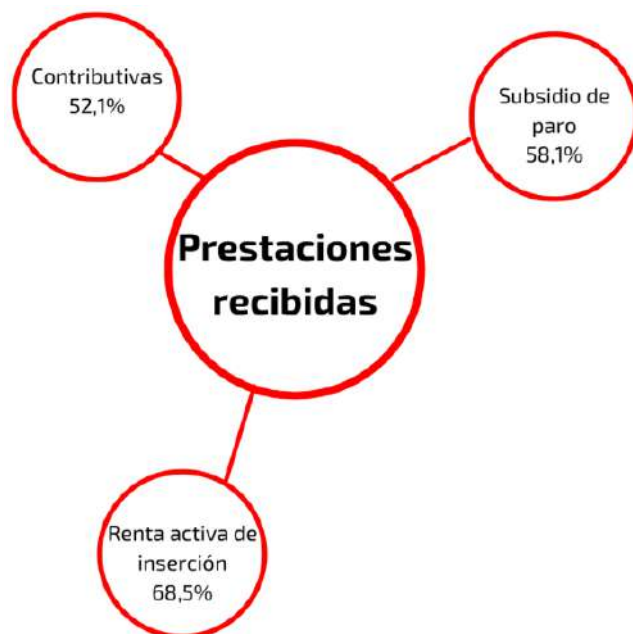 Contributivas
52,1%
Subsidio de
paro
58,1%
Prestaciones
recibidas
Renta activa de
inserción
68,5%